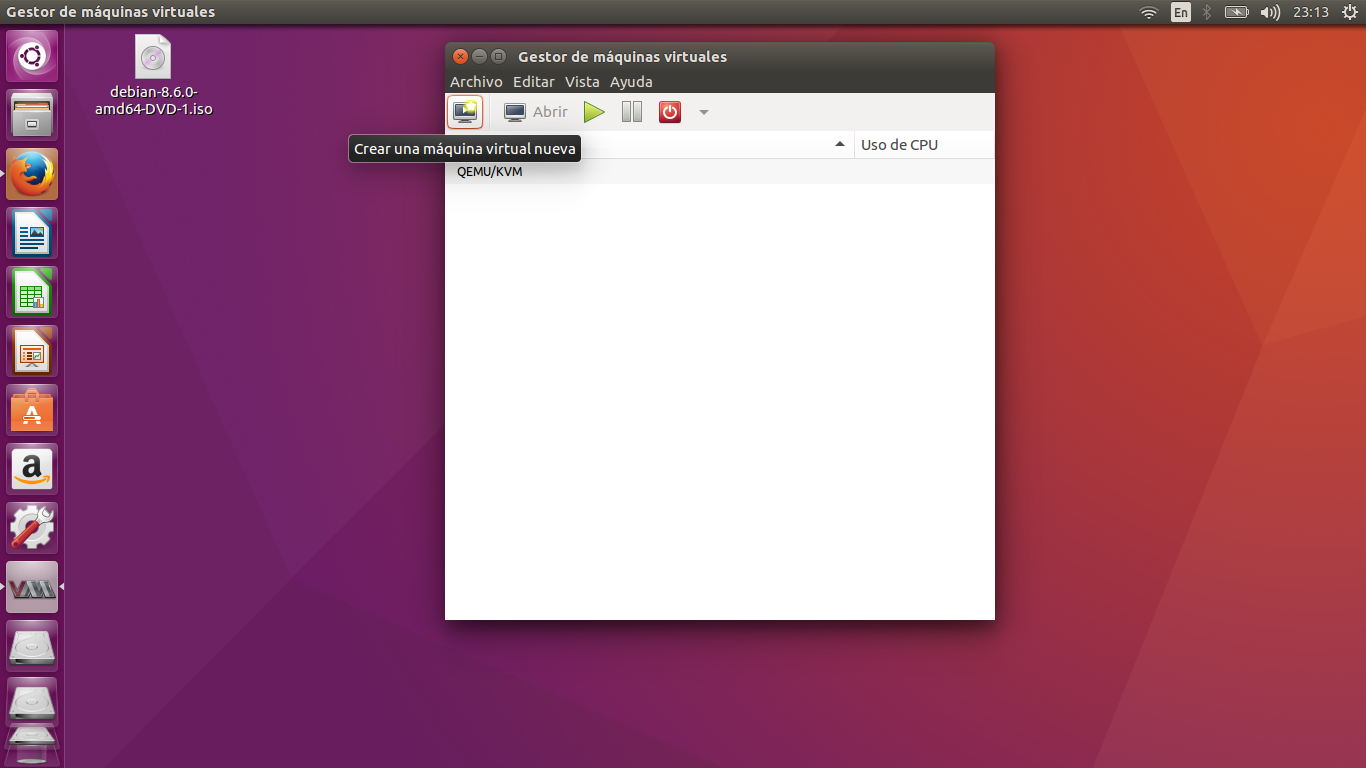 Gestor de máquinas virtuales
En
23:13
debian-8.6.0-
amd64-DVD-1.iso
Gestor de máquinas virtuales
Archivo Editar Vista Ayuda
Abrir
Crear una máquina virtual nueva
Uso de CPU
QEMU/KVM